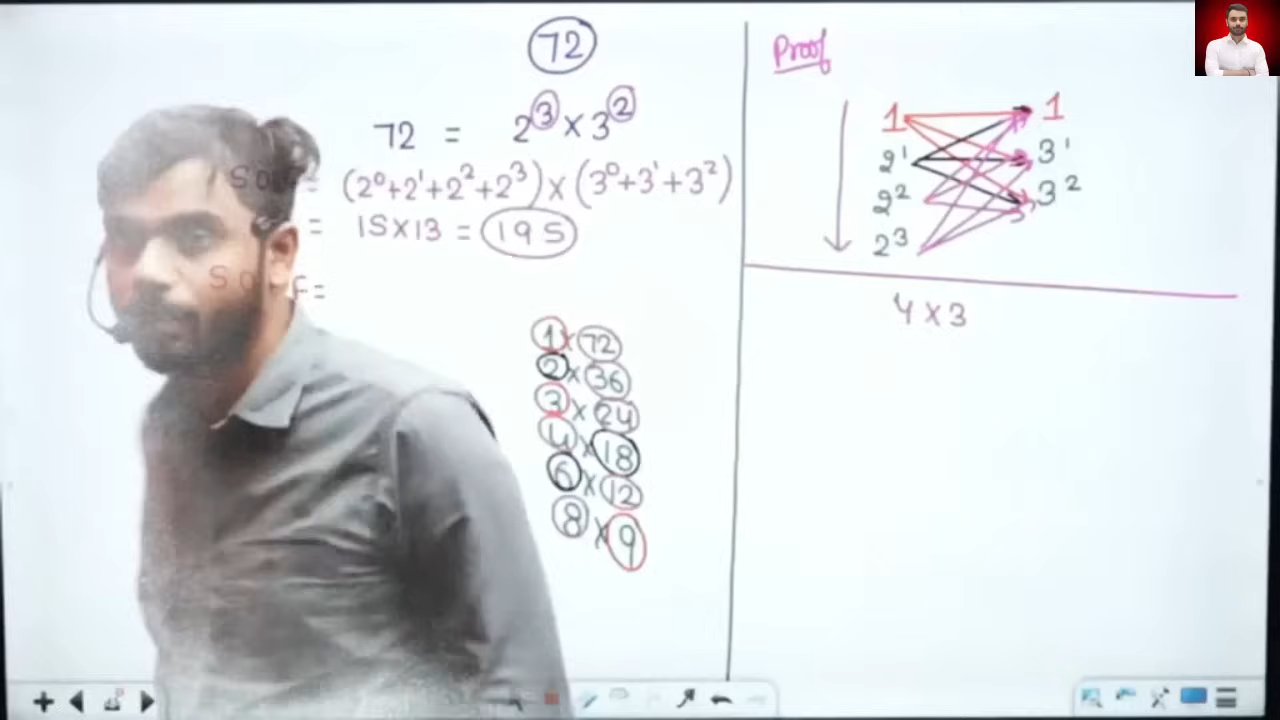 72
72 = 2³ × 3²
= (2⁰+2¹+2²+2³) × (3⁰+3¹+3²)
= 15×13 = 195
F=
1 × 72
2 × 36
3 × 24
4 × 18
6 × 12
8 × 9
Proof
1 1
2¹ 3¹
2² 3²
2³
4 × 3